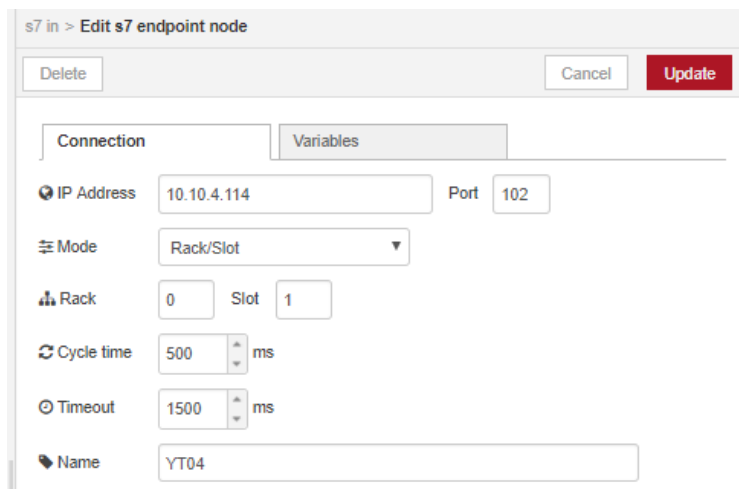 s7 in > Edit s7 endpoint node
Delete Cancel Update
Connection Variables
IP Address 10.10.4.114 Port 102
Mode Rack/Slot
Rack 0 Slot 1
Cycle time 500 ms
Timeout 1500 ms
Name YT04